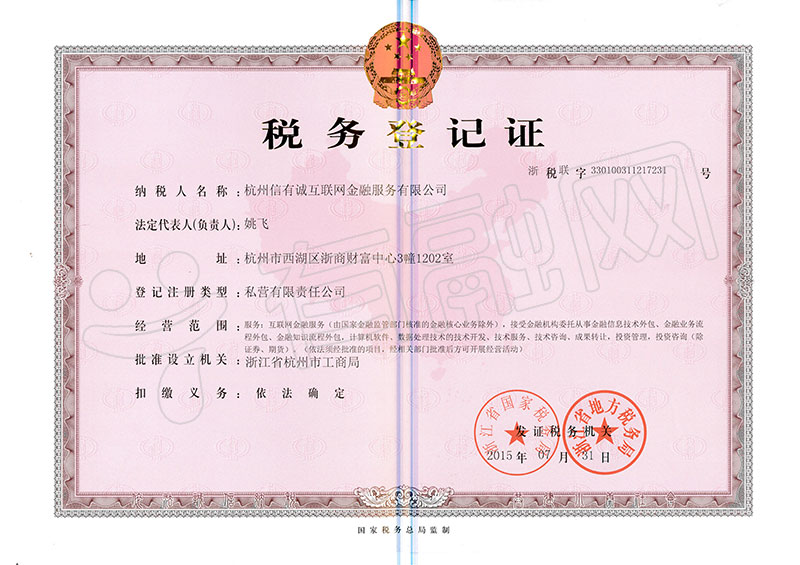 税务登记证
浙 税 联 字 330100311217231 号
纳税人名称：杭州信有诚互联网金融服务有限公司
法定代表人(负责人)：姚飞
地 址：杭州市西湖区浙商财富中心3幢1202室
登记注册类型：私营有限责任公司
经营范围：服务：互联网金融服务（由国家金融监管部门核准的金融核心业务除外），接受金融机构委托从事金融信息技术外包、金融业务流
程外包、金融知识流程外包，计算机软件、数据处理技术的技术开发、技术服务、技术咨询、成果转让，投资管理，投资咨询（除
证券、期货）。（依法须经批准的项目，经相关部门批准后方可开展经营活动）
批准设立机关：浙江省杭州市工商局
扣缴义务：依法确定
浙江省国家税务局
浙江省地方税务局
发证税务机关
2015年 07月 31日
国家税务总局监制
有融网